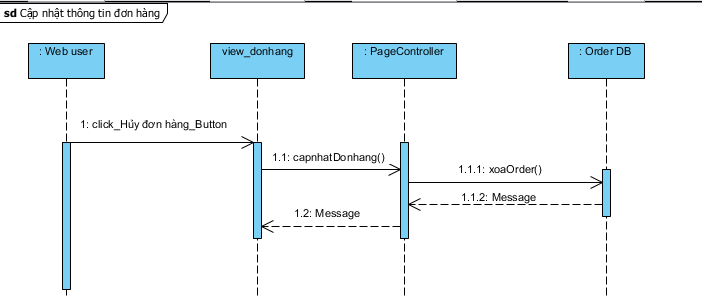 sd Cập nhật thông tin đơn hàng
: Web user
view_donhang
: PageController
: Order DB
1: click_Hủy đơn hàng_Button
1.1: capnhatDonhang()
1.1.1: xoaOrder()
1.1.2: Message
1.2: Message